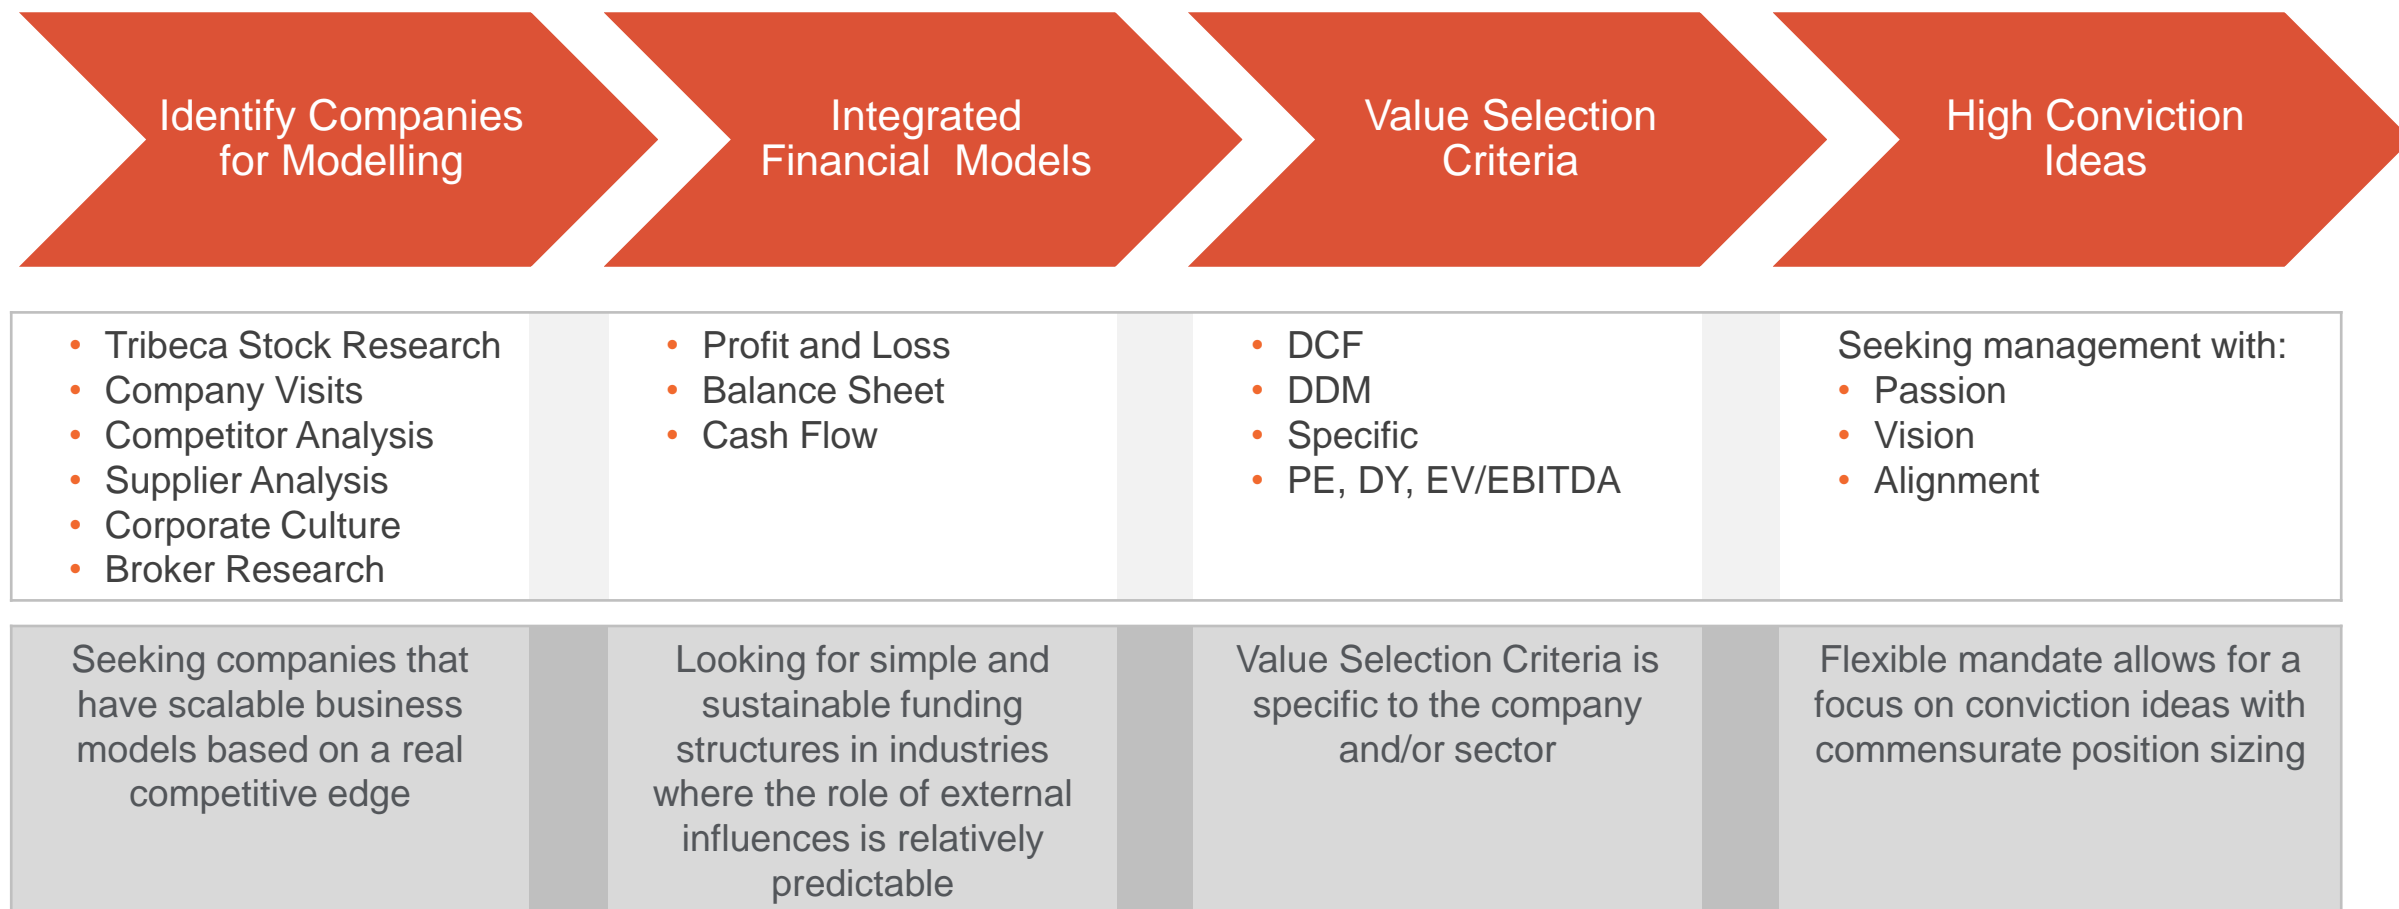 Identify Companies
for Modelling
Integrated
Financial  Models
Value Selection
Criteria
High Conviction
Ideas
• Tribeca Stock Research
• Company Visits
• Competitor Analysis
• Supplier Analysis
• Corporate Culture
• Broker Research
• Profit and Loss
• Balance Sheet
• Cash Flow
• DCF
• DDM
• Specific
• PE, DY, EV/EBITDA
Seeking management with:
• Passion
• Vision
• Alignment
Seeking companies that
have scalable business
models based on a real
competitive edge
Looking for simple and
sustainable funding
structures in industries
where the role of external
influences is relatively
predictable
Value Selection Criteria is
specific to the company
and/or sector
Flexible mandate allows for a
focus on conviction ideas with
commensurate position sizing